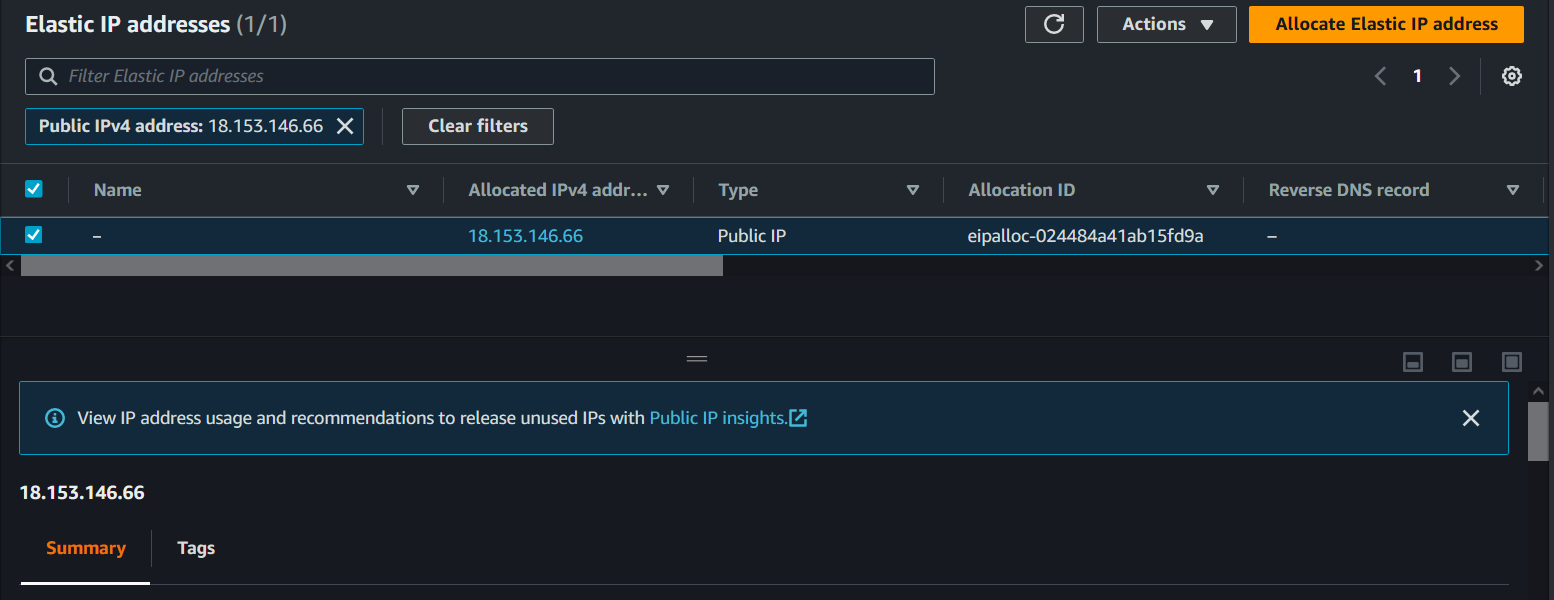 Elastic IP addresses (1/1)
Actions
Allocate Elastic IP address
Filter Elastic IP addresses
1
Public IPv4 address: 18.153.146.66
Clear filters
Name
Allocated IPv4 addr...
Type
Allocation ID
Reverse DNS record
–
18.153.146.66
Public IP
eipalloc-024484a41ab15fd9a
–
View IP address usage and recommendations to release unused IPs with Public IP insights.
18.153.146.66
Summary
Tags